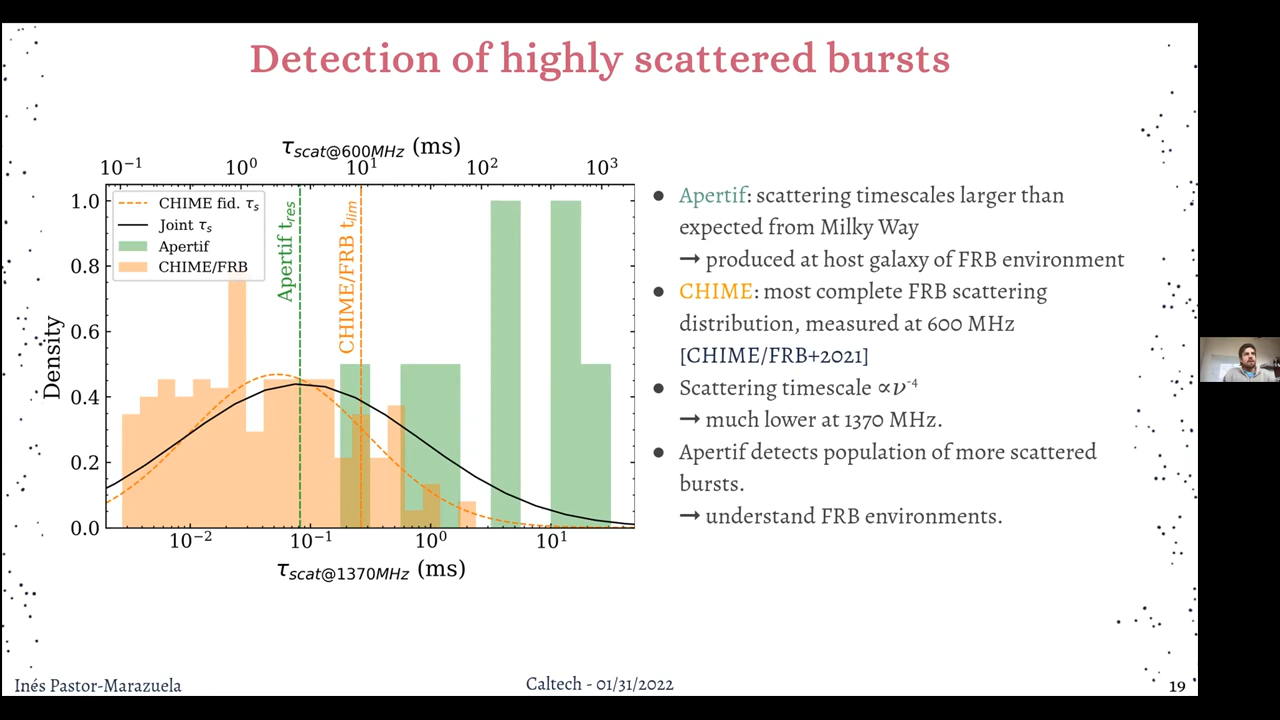 Detection of highly scattered bursts
τscat@600MHz (ms)
10⁻¹ 10⁰ 10¹ 10² 10³
CHIME fid. τs
Joint τs
Apertif
CHIME/FRB
Apertif tres
CHIME/FRB tlim
Density
1.0
0.8
0.6
0.4
0.2
0.0
10⁻² 10⁻¹ 10⁰ 10¹
τscat@1370MHz (ms)
● Apertif: scattering timescales larger than
expected from Milky Way
→ produced at host galaxy of FRB environment
● CHIME: most complete FRB scattering
distribution, measured at 600 MHz
[CHIME/FRB+2021]
● Scattering timescale ∝ν⁻⁴
→ much lower at 1370 MHz.
● Apertif detects population of more scattered
bursts.
→ understand FRB environments.
Inés Pastor-Marazuela
Caltech - 01/31/2022
19